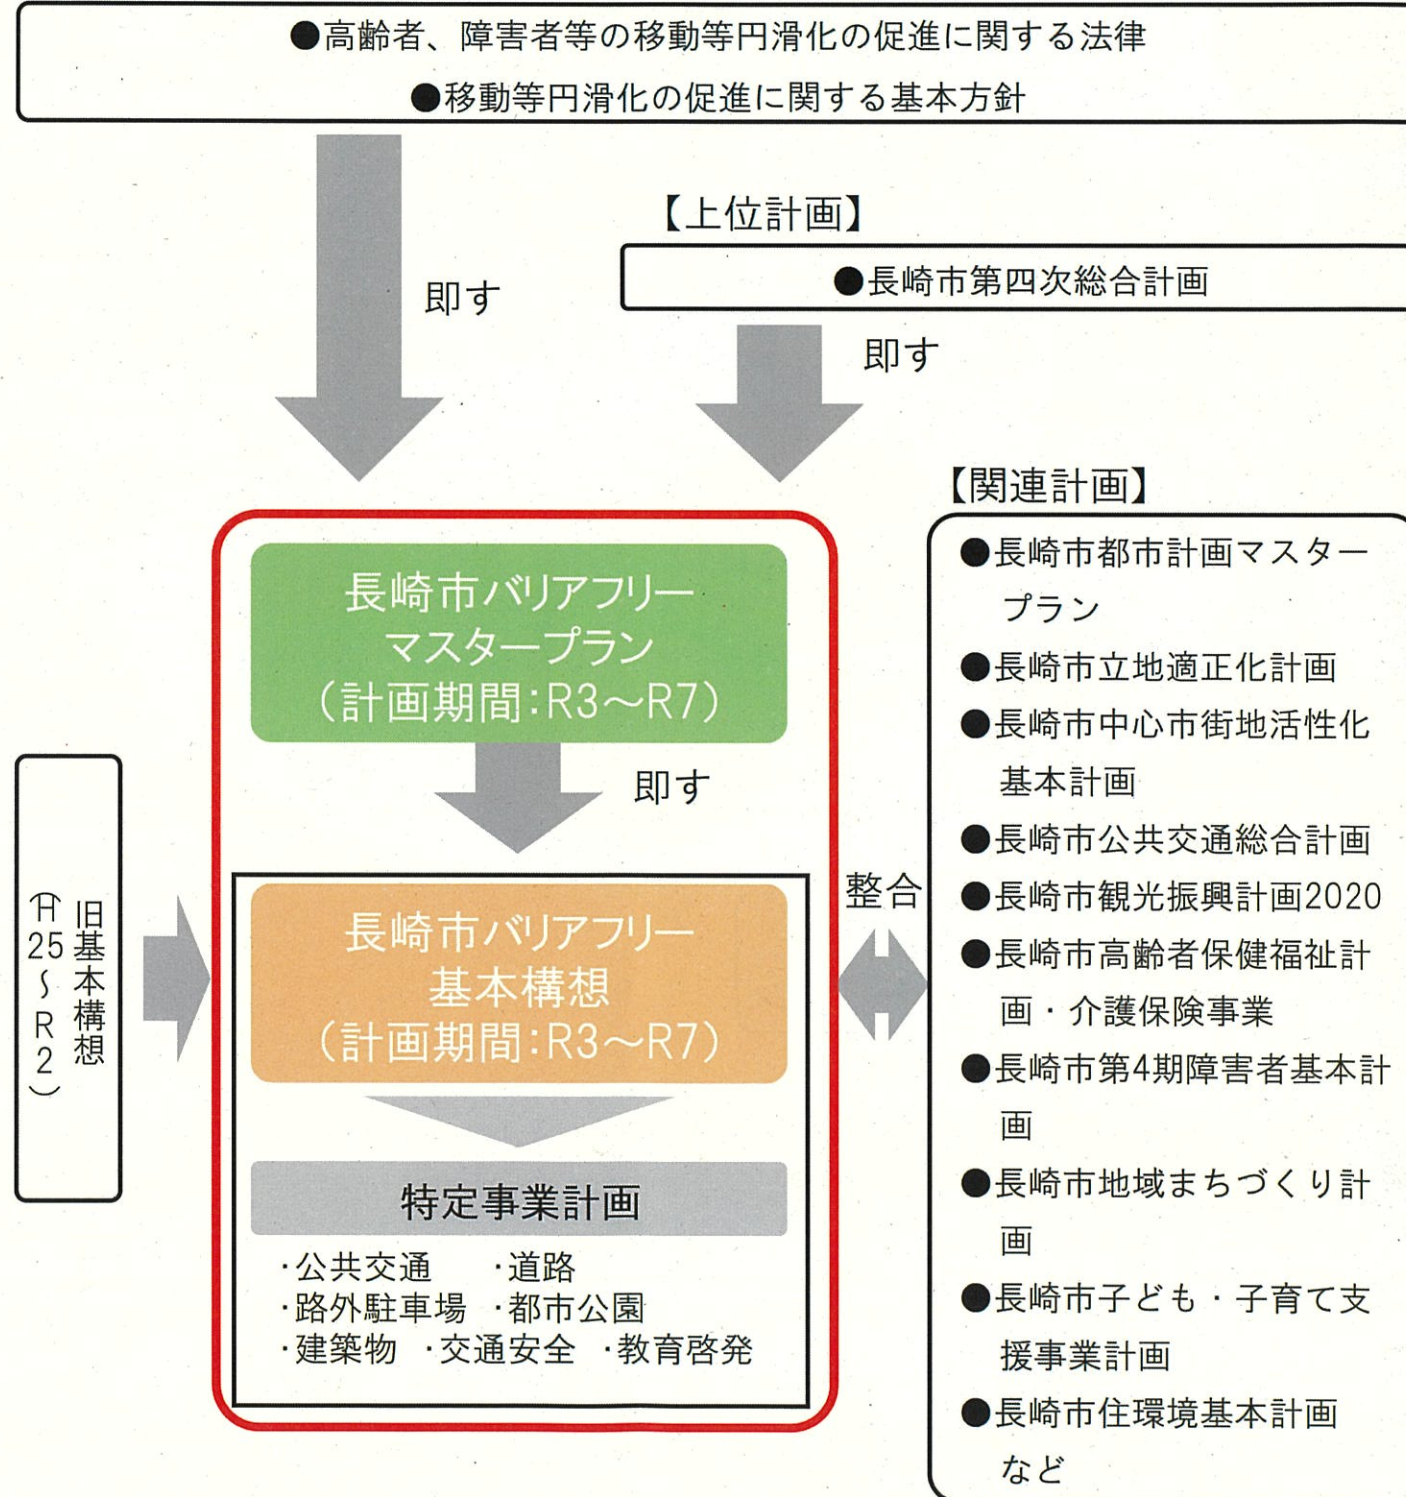 ●高齢者、障害者等の移動等円滑化の促進に関する法律
●移動等円滑化の促進に関する基本方針
【上位計画】
即す
●長崎市第四次総合計画
即す
【関連計画】
長崎市バリアフリー
マスタープラン
（計画期間：R3～R7）
即す
旧基本構想
（H25～R2）
長崎市バリアフリー
基本構想
（計画期間：R3～R7）
整合
特定事業計画
・公共交通　・道路
・路外駐車場　・都市公園
・建築物　・交通安全　・教育啓発
●長崎市都市計画マスター
プラン
●長崎市立地適正化計画
●長崎市中心市街地活性化
基本計画
●長崎市公共交通総合計画
●長崎市観光振興計画2020
●長崎市高齢者保健福祉計
画・介護保険事業
●長崎市第4期障害者基本計
画
●長崎市地域まちづくり計
画
●長崎市子ども・子育て支
援事業計画
●長崎市住環境基本計画
など